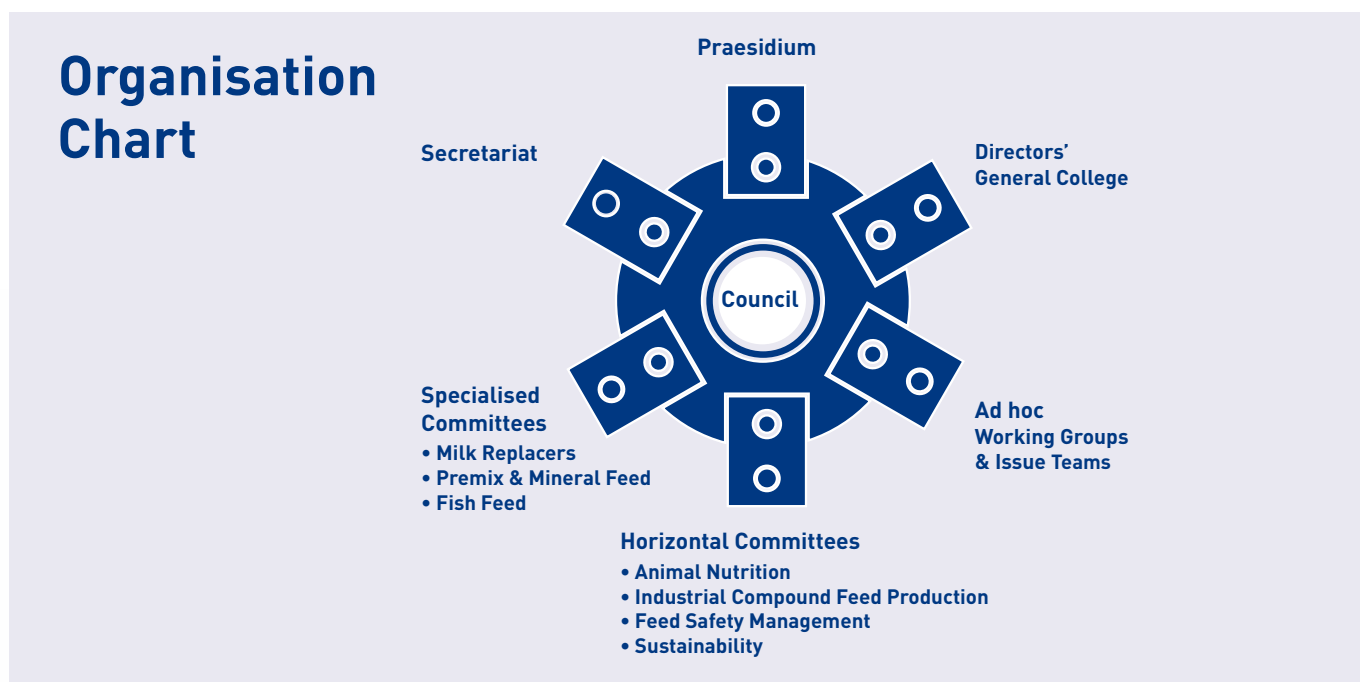 Organisation
Chart
Praesidium
Secretariat
Directors’
General College
Council
Specialised
Committees
• Milk Replacers
• Premix & Mineral Feed
• Fish Feed
Ad hoc
Working Groups
& Issue Teams
Horizontal Committees
• Animal Nutrition
• Industrial Compound Feed Production
• Feed Safety Management
• Sustainability